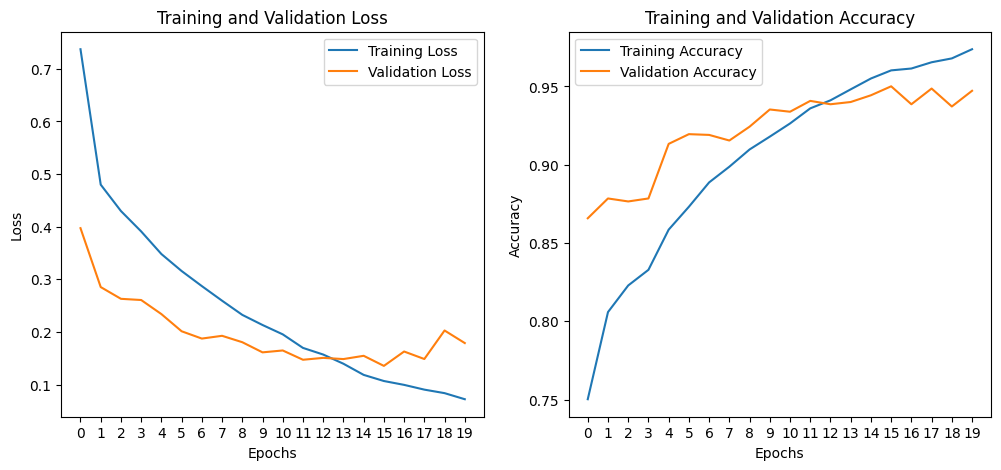 Training and Validation Loss
Training Loss
Validation Loss
0.7
0.6
0.5
0.4
0.3
0.2
0.1
Loss
0 1 2 3 4 5 6 7 8 9 10 11 12 13 14 15 16 17 18 19
Epochs
Training and Validation Accuracy
Training Accuracy
Validation Accuracy
0.95
0.90
0.85
0.80
0.75
Accuracy
0 1 2 3 4 5 6 7 8 9 10 11 12 13 14 15 16 17 18 19
Epochs